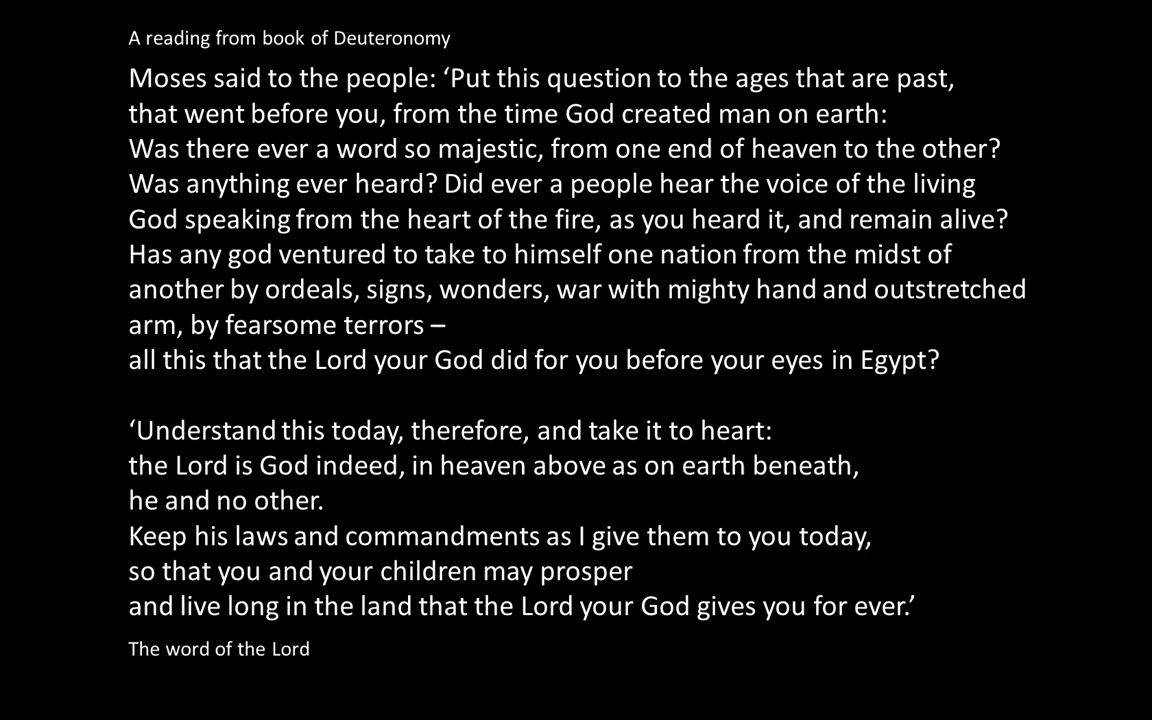 A reading from book of Deuteronomy
Moses said to the people: ‘Put this question to the ages that are past,
that went before you, from the time God created man on earth:
Was there ever a word so majestic, from one end of heaven to the other?
Was anything ever heard? Did ever a people hear the voice of the living
God speaking from the heart of the fire, as you heard it, and remain alive?
Has any god ventured to take to himself one nation from the midst of
another by ordeals, signs, wonders, war with mighty hand and outstretched
arm, by fearsome terrors –
all this that the Lord your God did for you before your eyes in Egypt?
‘Understand this today, therefore, and take it to heart:
the Lord is God indeed, in heaven above as on earth beneath,
he and no other.
Keep his laws and commandments as I give them to you today,
so that you and your children may prosper
and live long in the land that the Lord your God gives you for ever.’
The word of the Lord